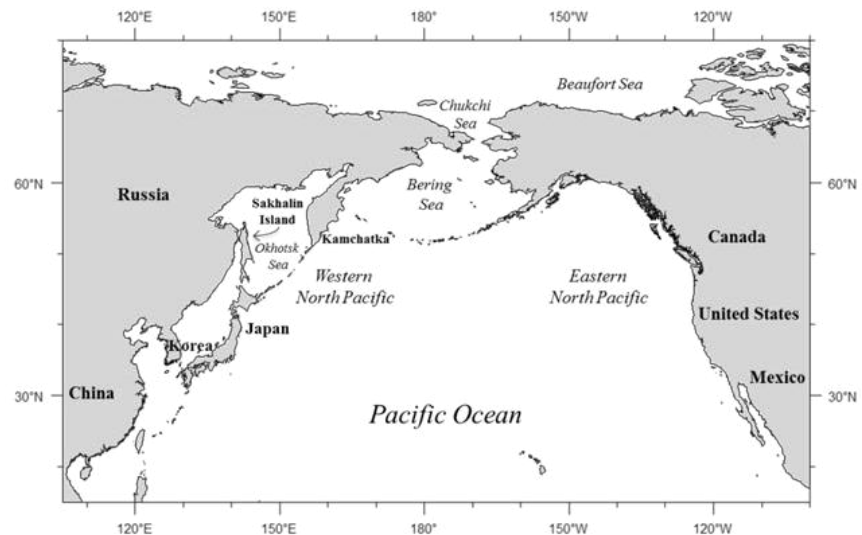 120°E 150°E 180° 150°W 120°W
Beaufort Sea
Chukchi
Sea
60°N
60°N
Russia
Bering
Sea
Sakhalin
Island
Okhotsk
Sea
Kamchatka
Canada
Western
North Pacific
Eastern
North Pacific
United States
Japan
Korea
Mexico
China
30°N
30°N
Pacific Ocean
120°E 150°E 180° 150°W 120°W